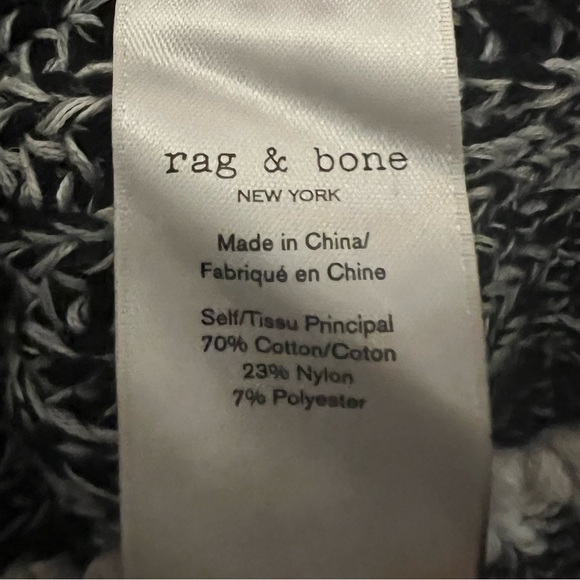 rag & bone
NEW YORK
Made in China/
Fabriqué en Chine
Self/Tissu Principal
70% Cotton/Coton
23% Nylon
7% Polyester